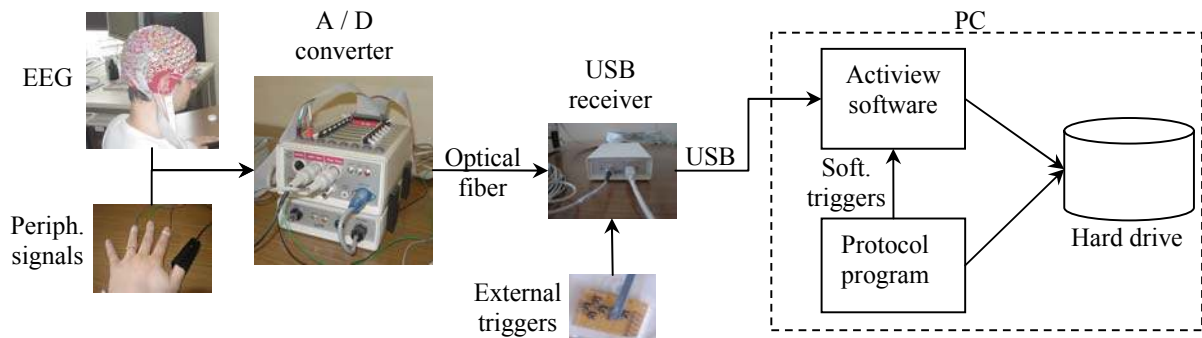 EEG
Periph.
signals
A / D
converter
Optical
fiber
USB
receiver
External
triggers
USB
PC
Actiview
software
Soft.
triggers
Protocol
program
Hard drive